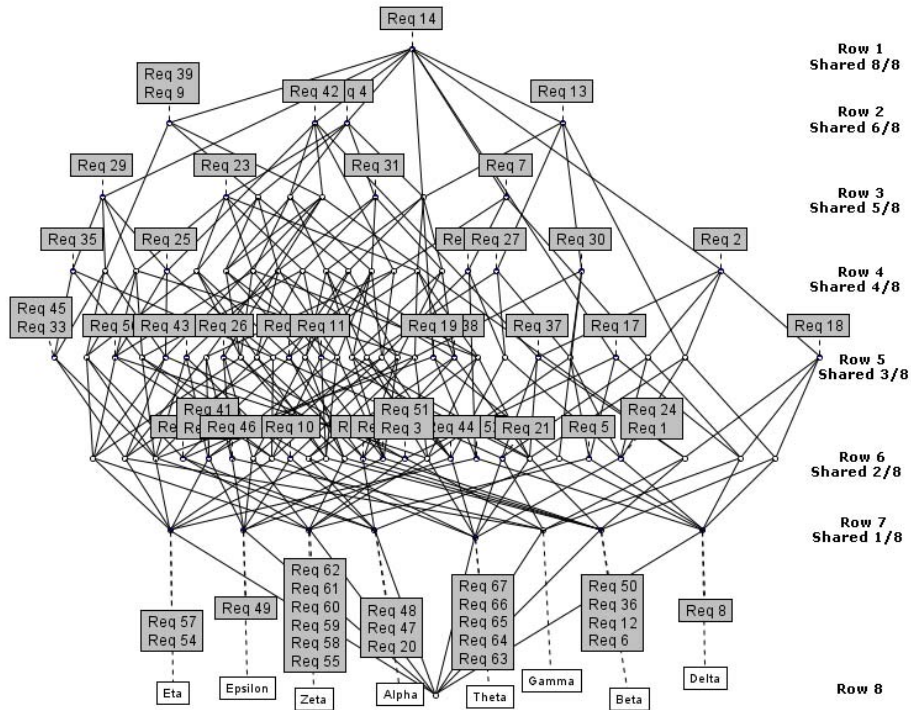 Req 14
Row 1
Shared 8/8
Req 39
Req 9
Req 42
q 4
Req 13
Row 2
Shared 6/8
Req 29
Req 23
Req 31
Req 7
Row 3
Shared 5/8
Req 35
Req 25
Re
Req 27
Req 30
Req 2
Row 4
Shared 4/8
Req 45
Req 33
Req 43
Req 26
Req 11
Req 19
38
Req 37
Req 17
Req 18
Row 5
Shared 3/8
Req 41
Req 46
Req 10
Req 51
Req 3
Req 21
Req 5
Req 24
Req 1
Row 6
Shared 2/8
Row 7
Shared 1/8
Req 57
Req 54
Req 49
Req 62
Req 61
Req 60
Req 59
Req 58
Req 55
Req 48
Req 47
Req 20
Req 67
Req 66
Req 65
Req 64
Req 63
Req 50
Req 36
Req 12
Req 6
Req 8
Eta
Epsilon
Zeta
Alpha
Theta
Gamma
Beta
Delta
Row 8